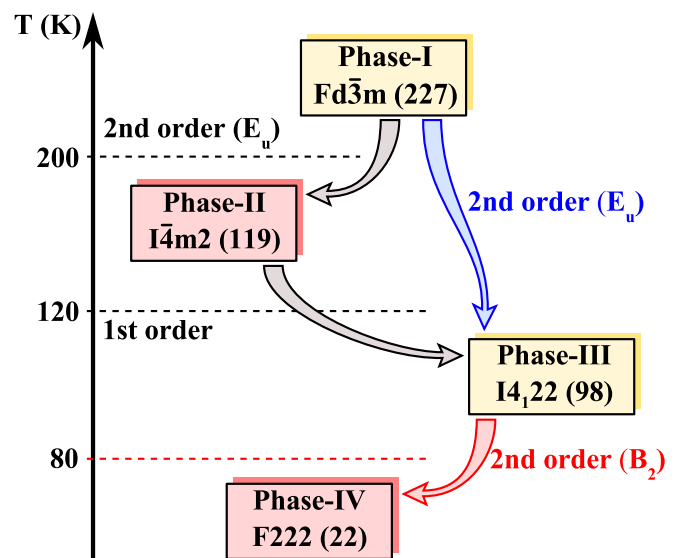 T (K)
Phase-I
Fd3̅m (227)
2nd order (Eᵤ)
200
Phase-II
I4̅m2 (119)
2nd order (Eᵤ)
120
1st order
Phase-III
I4₁22 (98)
80
2nd order (B₂)
Phase-IV
F222 (22)